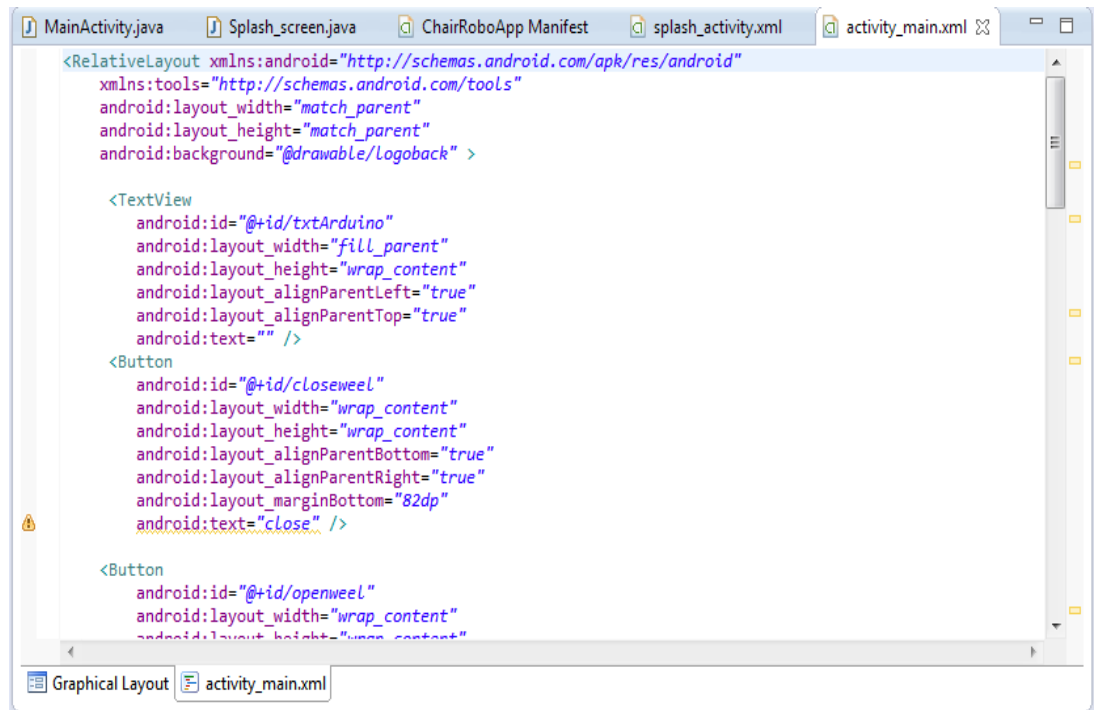 MainActivity.java Splash_screen.java ChairRoboApp Manifest splash_activity.xml activity_main.xml
<RelativeLayout xmlns:android="http://schemas.android.com/apk/res/android"
xmlns:tools="http://schemas.android.com/tools"
android:layout_width="match_parent"
android:layout_height="match_parent"
android:background="@drawable/logoback" >
<TextView
android:id="@+id/txtArduino"
android:layout_width="fill_parent"
android:layout_height="wrap_content"
android:layout_alignParentLeft="true"
android:layout_alignParentTop="true"
android:text="" />
<Button
android:id="@+id/closeweel"
android:layout_width="wrap_content"
android:layout_height="wrap_content"
android:layout_alignParentBottom="true"
android:layout_alignParentRight="true"
android:layout_marginBottom="82dp"
android:text="close" />
<Button
android:id="@+id/openweel"
android:layout_width="wrap_content"
android:layout_height="wrap_content"
Graphical Layout activity_main.xml